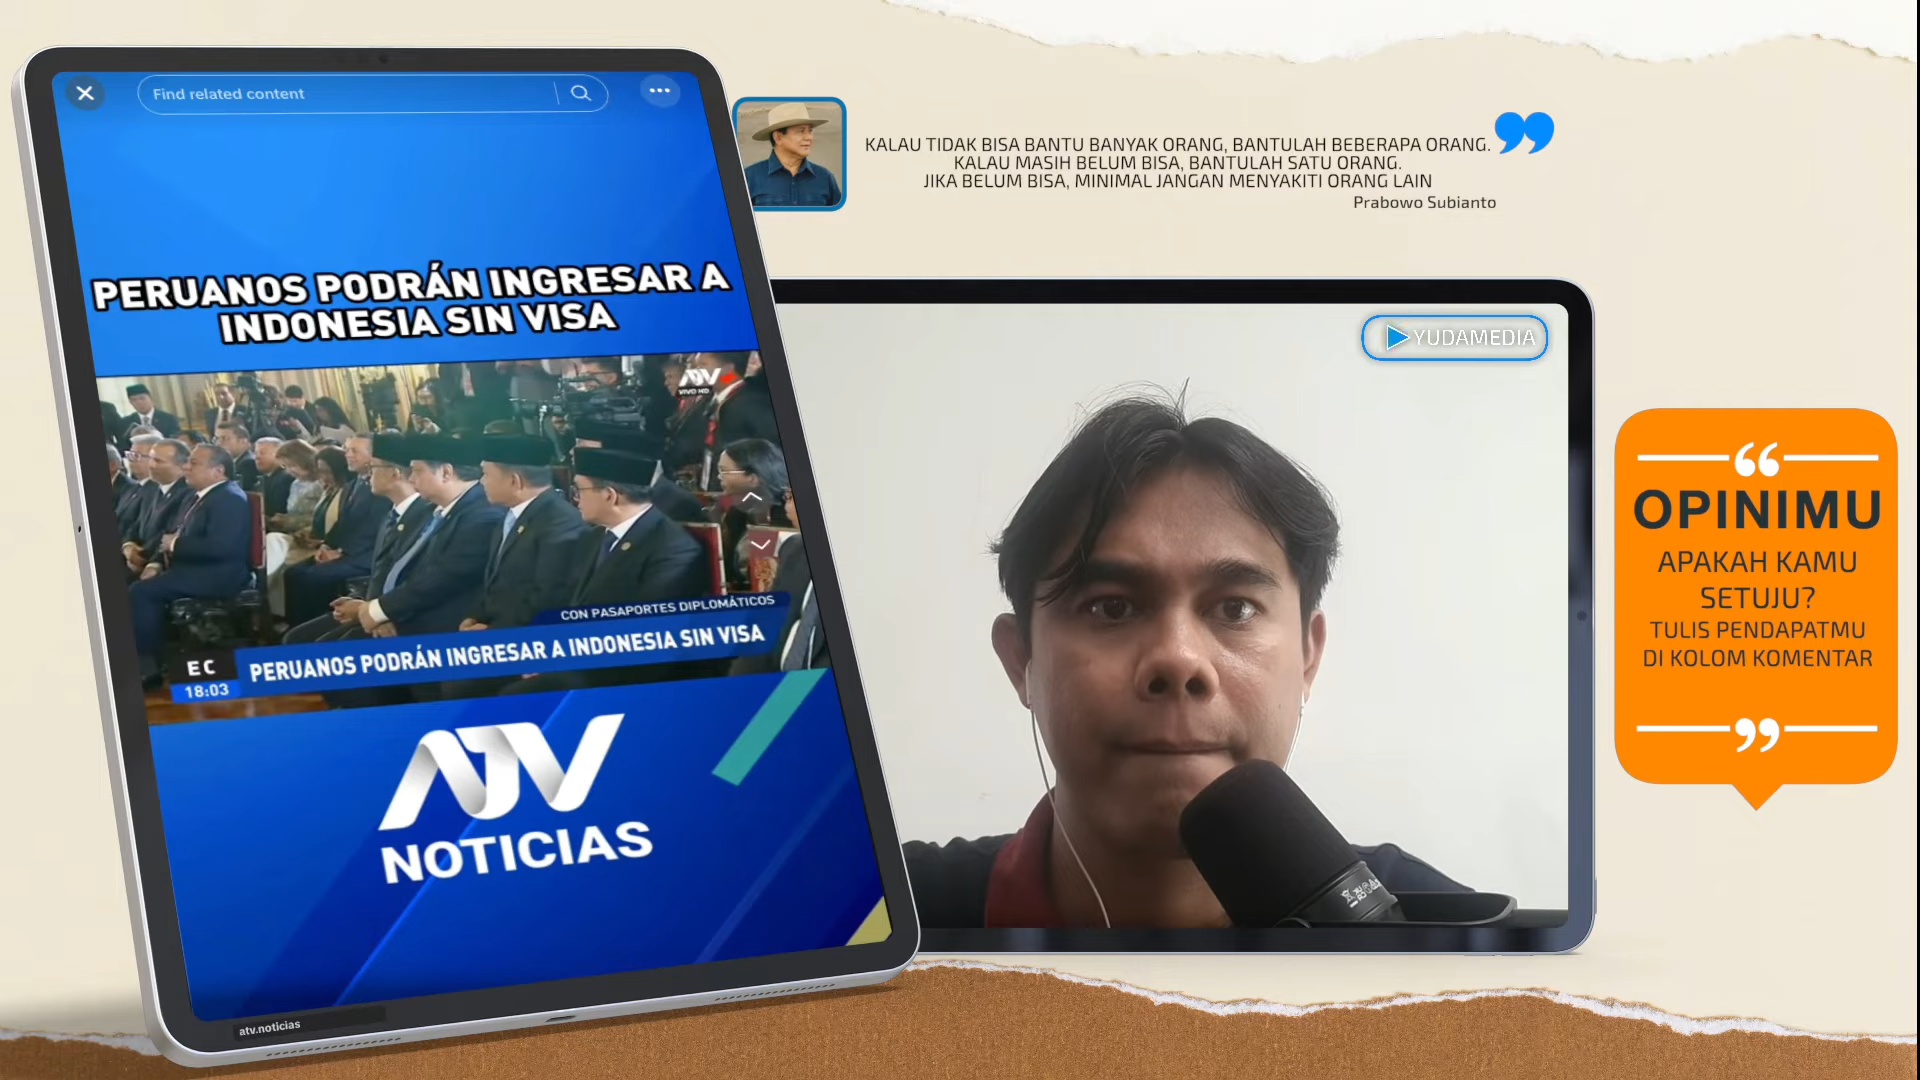 Find related content
PERUANOS PODRÁN INGRESAR A
INDONESIA SIN VISA
ATV
VIVO HD
CON PASAPORTES DIPLOMÁTICOS
EC
PERUANOS PODRÁN INGRESAR A INDONESIA SIN VISA
18:03
ATV
NOTICIAS
atv.noticias
KALAU TIDAK BISA BANTU BANYAK ORANG, BANTULAH BEBERAPA ORANG.
KALAU MASIH BELUM BISA, BANTULAH SATU ORANG.
JIKA BELUM BISA, MINIMAL JANGAN MENYAKITI ORANG LAIN
Prabowo Subianto
YUDAMEDIA
OPINIMU
APAKAH KAMU
SETUJU?
TULIS PENDAPATMU
DI KOLOM KOMENTAR